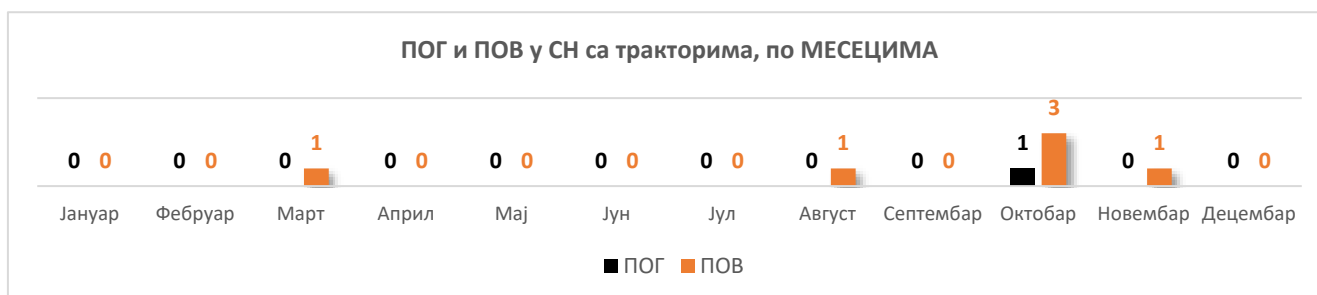 ПОГ и ПОВ у СН са тракторима, по МЕСЕЦИМА
3
1 1 1 1
0 0 0 0 0 0 0 0 0 0 0 0 0 0 0 0 0 0 0 0
Јануар Фебруар Март Април Мај Јун Јул Август Септембар Октобар Новембар Децембар
ПОГ ПОВ